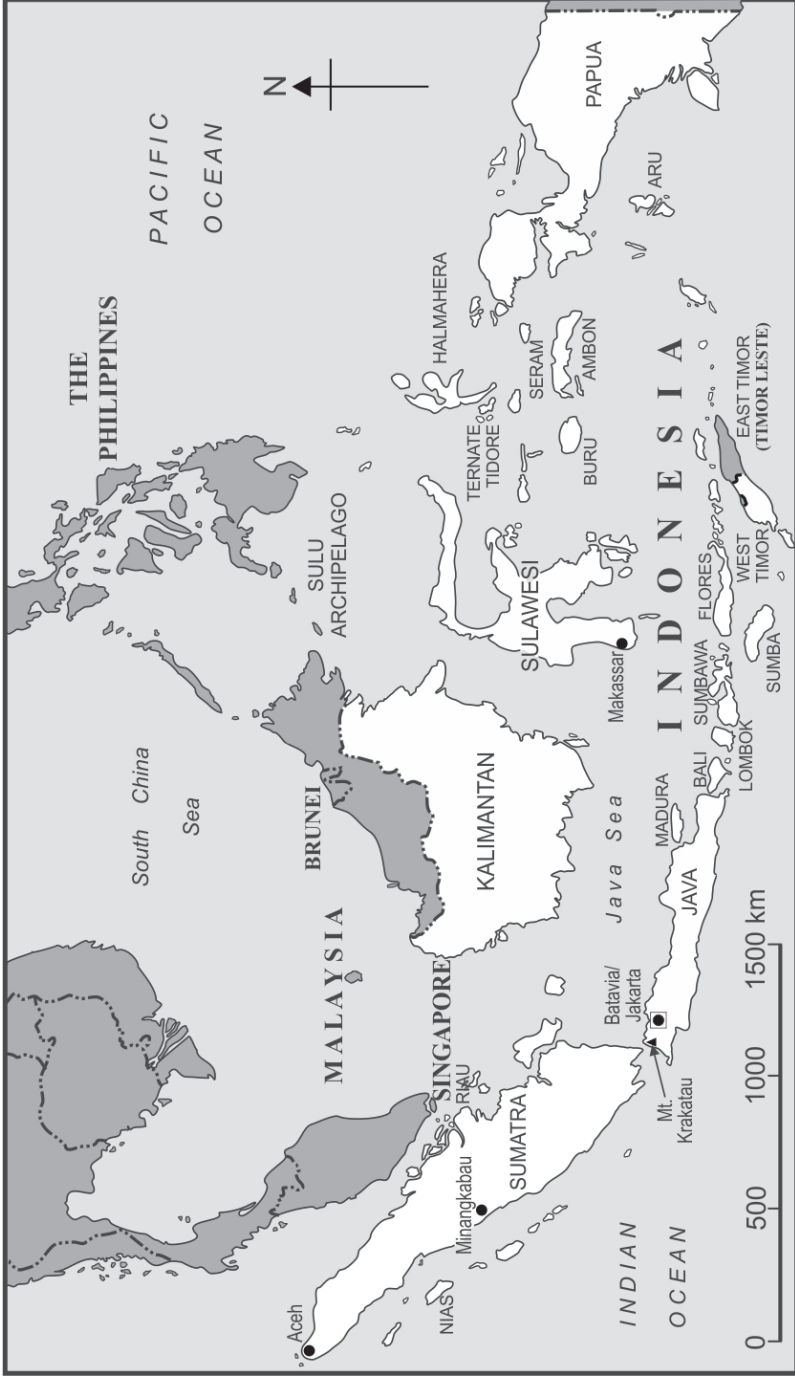 PACIFIC
OCEAN
N
THE
PHILIPPINES
South China
Sea
SULU
ARCHIPELAGO
BRUNEI
MALAYSIA
SINGAPORE
RIAU
Aceh
NIAS
Minangkabau
SUMATRA
KALIMANTAN
SULAWESI
Makassar
HALMAHERA
TERNATE
TIDORE
SERAM
AMBON
BURU
PAPUA
ARU
Java Sea
INDONESIA
Batavia/
Jakarta
Mt.
Krakatau
JAVA
MADURA
BALI
LOMBOK
SUMBAWA
SUMBA
FLORES
WEST
TIMOR
EAST TIMOR
(TIMOR LESTE)
INDIAN
OCEAN
0
500
1000
1500 km